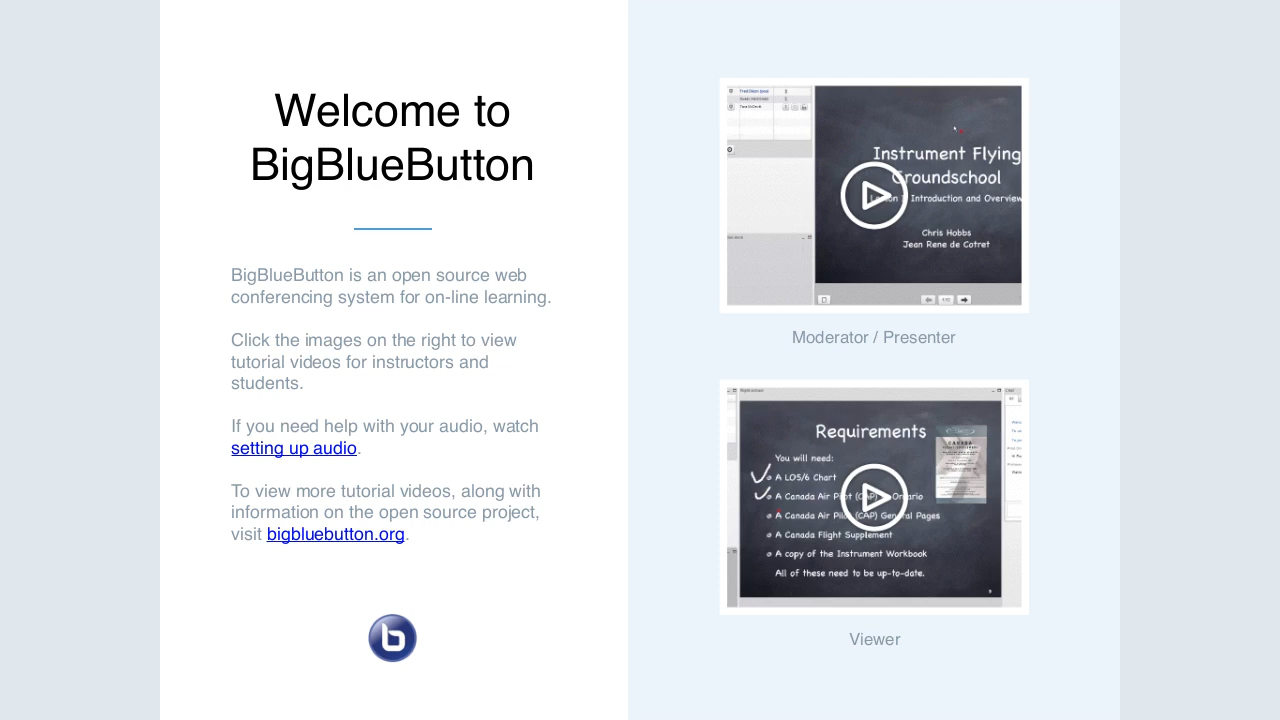 Welcome to
BigBlueButton
BigBlueButton is an open source web
conferencing system for on-line learning.
Click the images on the right to view
tutorial videos for instructors and
students.
If you need help with your audio, watch
setting up audio.
To view more tutorial videos, along with
information on the open source project,
visit bigbluebutton.org.
b
Instrument Flying
Groundschool
Introduction and Overview
Chris Hobbs
Jean Rene de Cotret
Moderator / Presenter
Requirements
You will need:
A LO5/6 Chart
A Canada Air Pilot (CAP) Ontario
A Canada Air Pilot (CAP) General Pages
A Canada Flight Supplement
A copy of the Instrument Workbook
All of these need to be up-to-date.
CANADA
Viewer